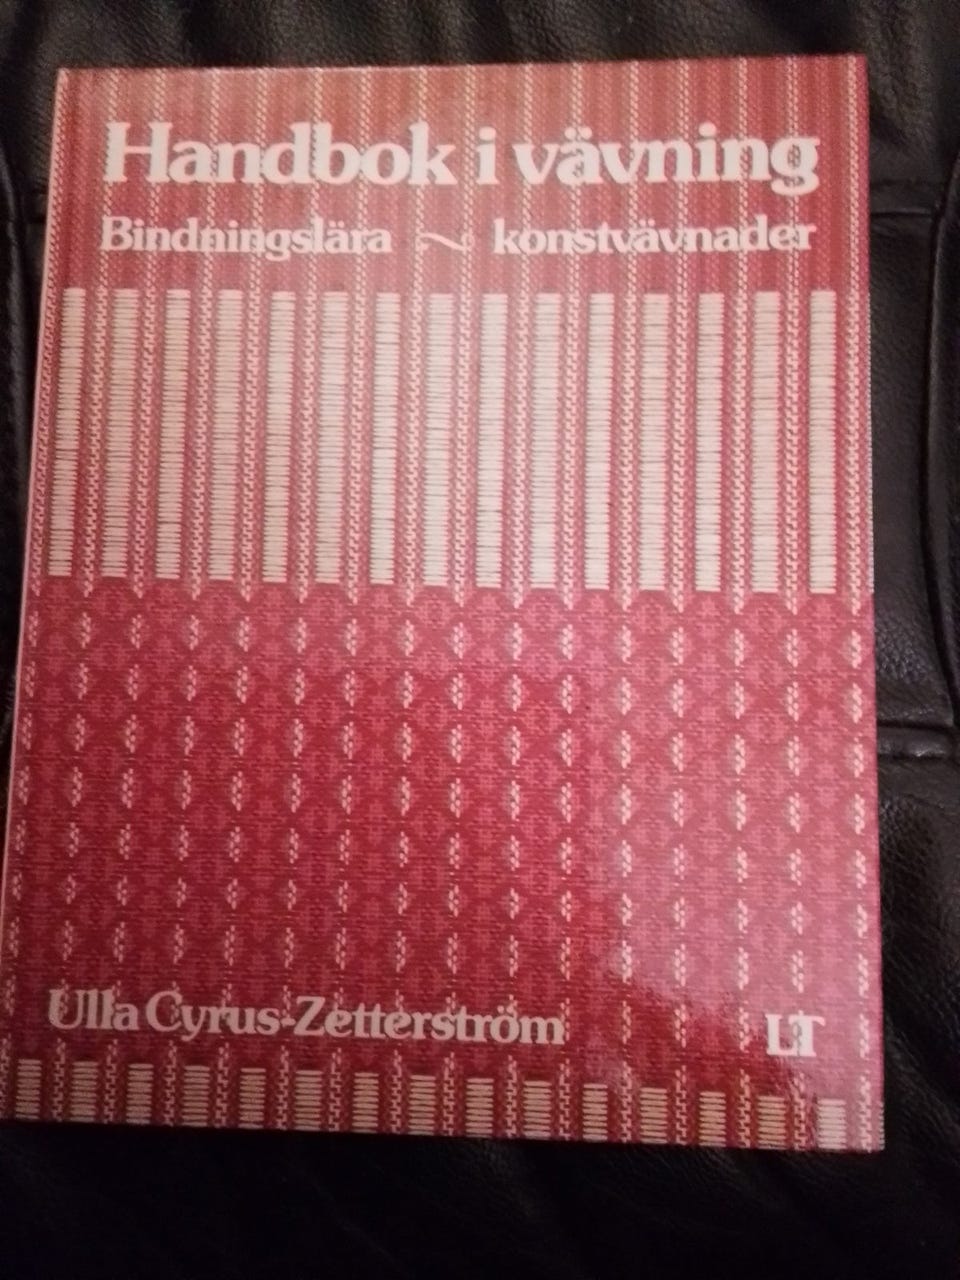 Handbok i vävning
Bindningslära ~ konstvävnader
Ulla Cyrus-Zetterström
LT